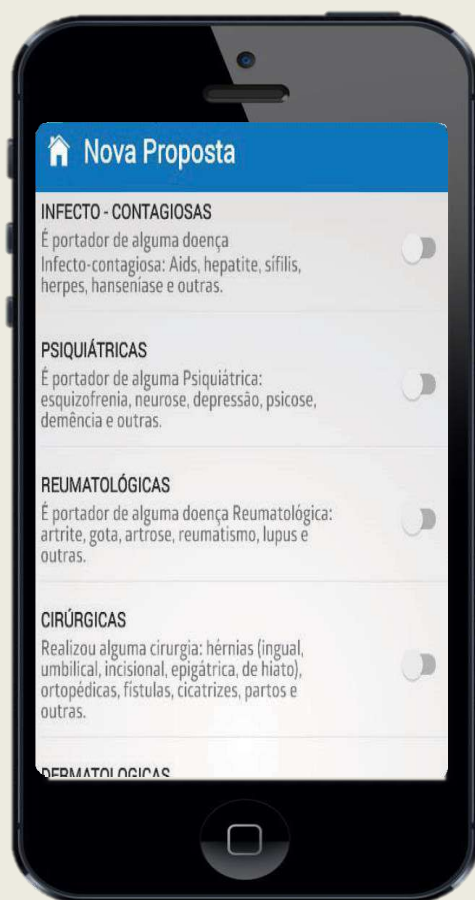 Nova Proposta
INFECTO - CONTAGIOSAS
É portador de alguma doença
Infecto-contagiosa: Aids, hepatite, sífilis,
herpes, hanseníase e outras.
PSIQUIÁTRICAS
É portador de alguma Psiquiátrica:
esquizofrenia, neurose, depressão, psicose,
demência e outras.
REUMATOLÓGICAS
É portador de alguma doença Reumatológica:
artrite, gota, artrose, reumatismo, lupus e
outras.
CIRÚRGICAS
Realizou alguma cirurgia: hérnias (ingual,
umbilical, incisional, epigátrica, de hiato),
ortopédicas, fístulas, cicatrizes, partos e
outras.
DERMATOLOGICAS